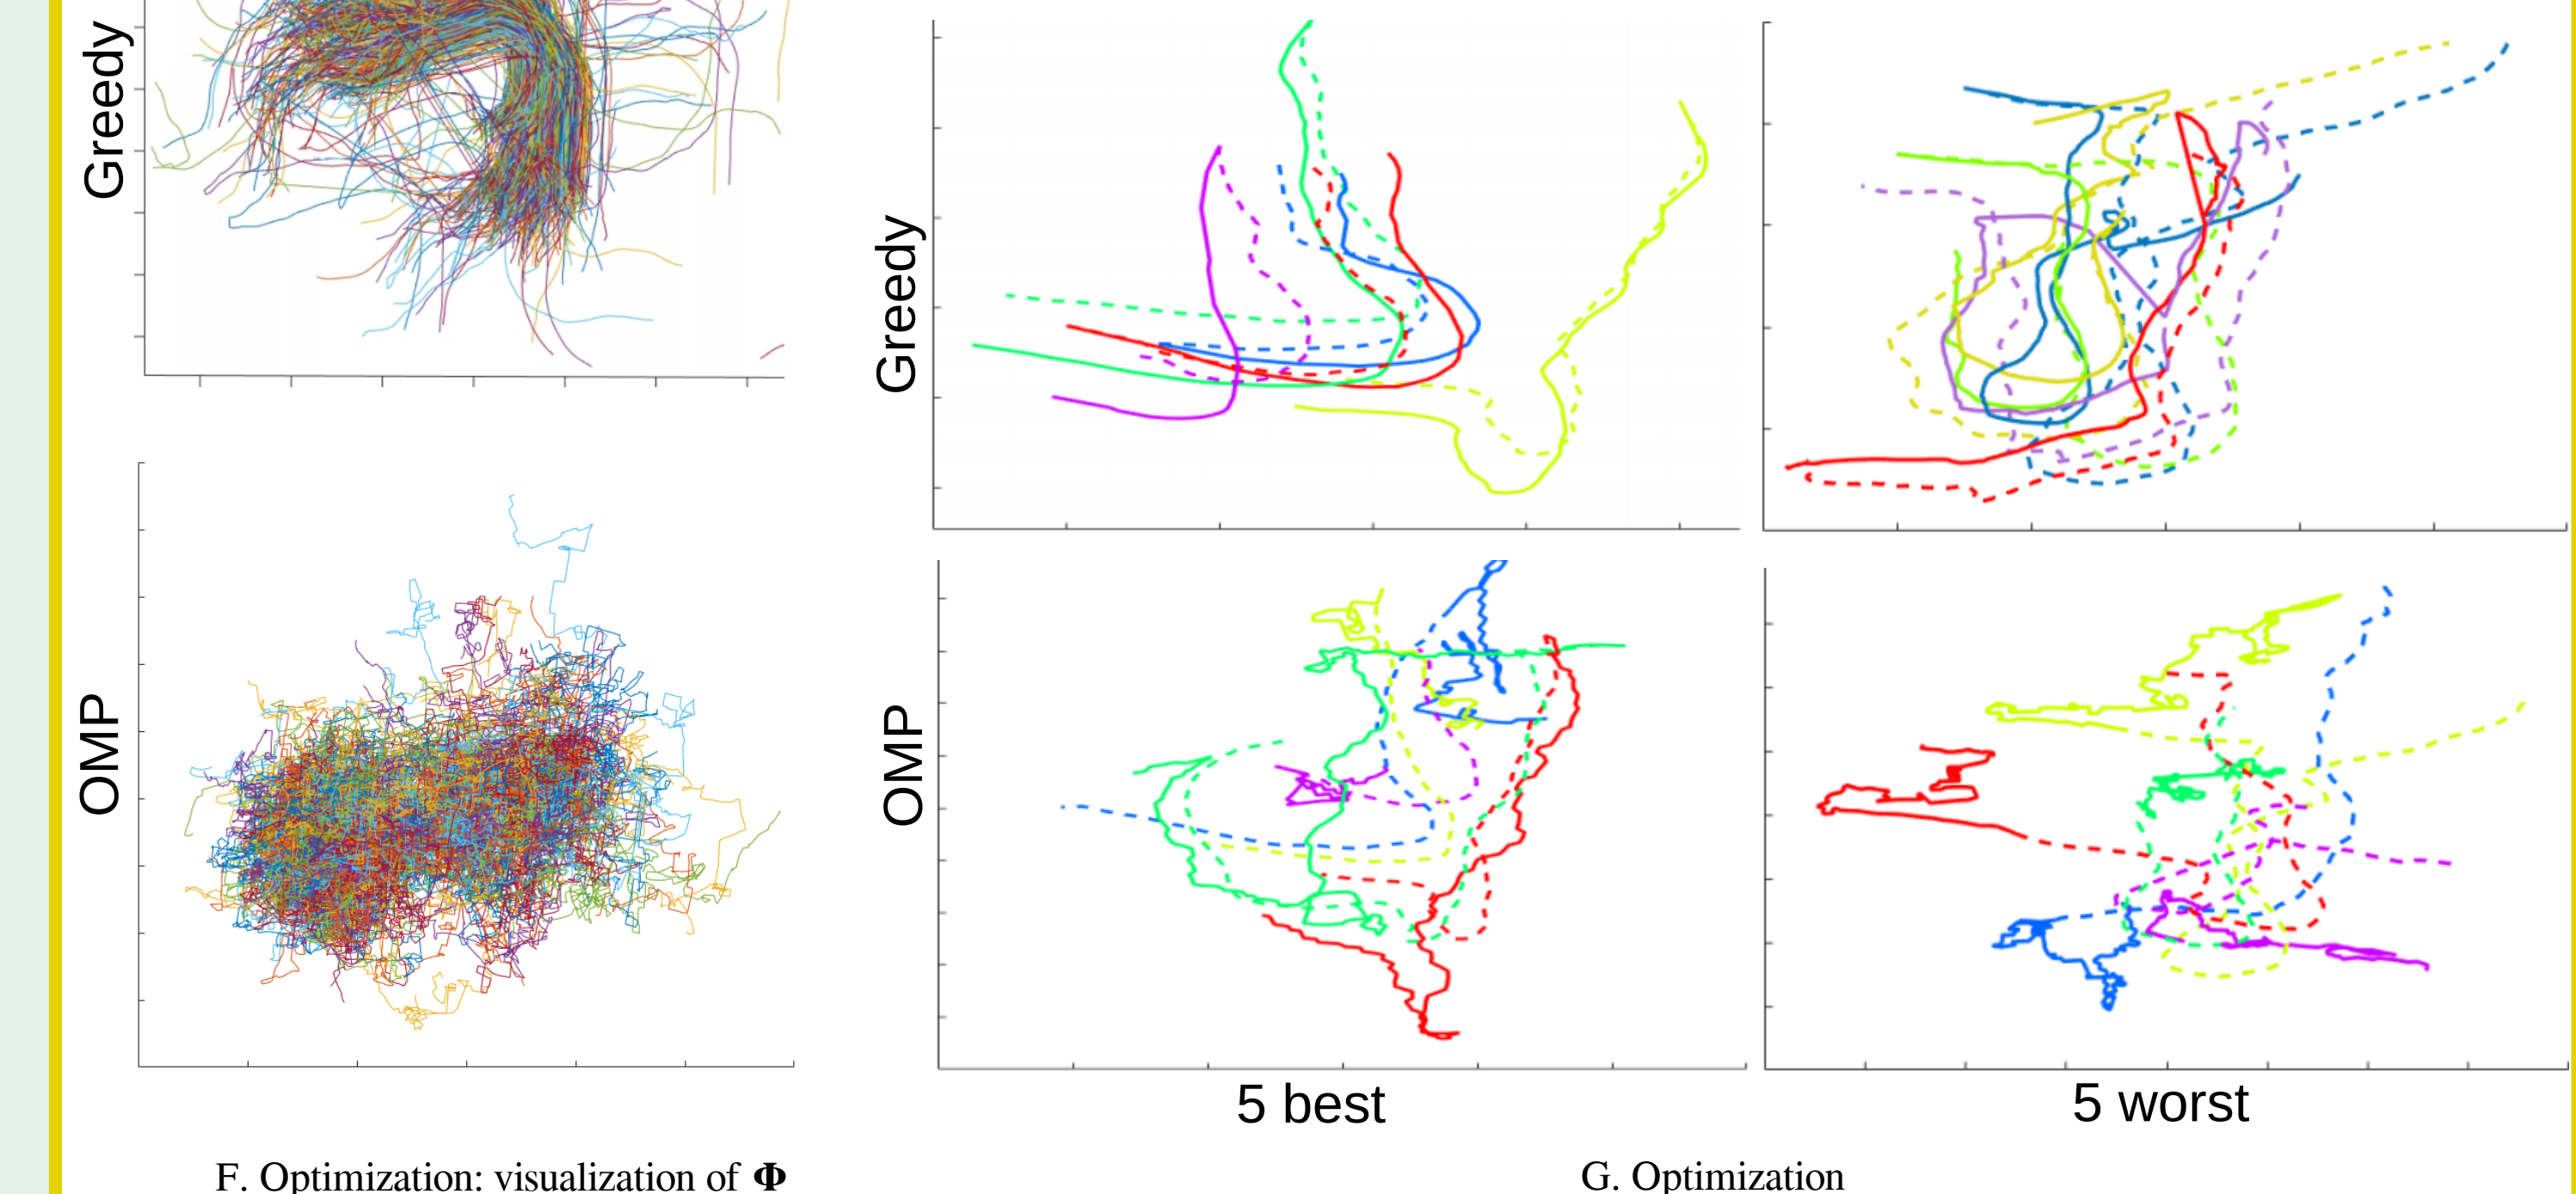 Greedy
Greedy
OMP
OMP
5 best
5 worst
F. Optimization: visualization of Φ
G. Optimization